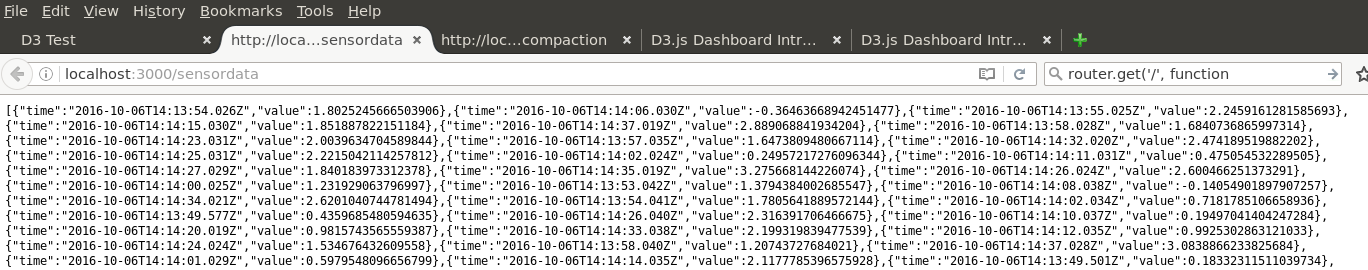 File Edit View History Bookmarks Tools Help
D3 Test × http://loca...sensordata × http://loc...compaction × D3.js Dashboard Intr... × D3.js Dashboard Intr... ×
localhost:3000/sensordata router.get('/', function
[{"time":"2016-10-06T14:13:54.026Z","value":1.8025245666503906},{"time":"2016-10-06T14:14:06.030Z","value":-0.36463668942451477},{"time":"2016-10-06T14:13:55.025Z","value":2.2459161281585693},
{"time":"2016-10-06T14:14:15.030Z","value":1.851887822151184},{"time":"2016-10-06T14:14:37.019Z","value":2.889068841934204},{"time":"2016-10-06T14:13:58.028Z","value":1.6840736865997314},
{"time":"2016-10-06T14:14:23.031Z","value":2.0039634704589844},{"time":"2016-10-06T14:13:57.035Z","value":1.6473809480667114},{"time":"2016-10-06T14:14:32.020Z","value":2.474189519882202},
{"time":"2016-10-06T14:14:25.031Z","value":2.2215042114257812},{"time":"2016-10-06T14:14:02.024Z","value":0.24957217276096344},{"time":"2016-10-06T14:14:11.031Z","value":0.475054532289505},
{"time":"2016-10-06T14:14:27.029Z","value":1.840183973312378},{"time":"2016-10-06T14:14:35.019Z","value":3.275668144226074},{"time":"2016-10-06T14:14:26.024Z","value":2.600466251373291},
{"time":"2016-10-06T14:14:00.025Z","value":1.231929063796997},{"time":"2016-10-06T14:13:53.042Z","value":1.3794384002685547},{"time":"2016-10-06T14:14:08.038Z","value":-0.14054901897907257},
{"time":"2016-10-06T14:14:34.021Z","value":2.6201040744781494},{"time":"2016-10-06T14:13:54.041Z","value":1.7805641889572144},{"time":"2016-10-06T14:14:02.034Z","value":0.7181785106658936},
{"time":"2016-10-06T14:13:49.577Z","value":0.4359685480594635},{"time":"2016-10-06T14:14:26.040Z","value":2.316391706466675},{"time":"2016-10-06T14:14:10.037Z","value":0.19497041404247284},
{"time":"2016-10-06T14:14:20.019Z","value":0.9815743565559387},{"time":"2016-10-06T14:14:33.038Z","value":2.199319839477539},{"time":"2016-10-06T14:14:12.035Z","value":0.9925302863121033},
{"time":"2016-10-06T14:14:24.024Z","value":1.534676432609558},{"time":"2016-10-06T14:13:58.040Z","value":1.20743727684021},{"time":"2016-10-06T14:14:37.028Z","value":3.0838866233825684},
{"time":"2016-10-06T14:14:01.029Z","value":0.5979548096656799},{"time":"2016-10-06T14:14:14.035Z","value":2.1177785396575928},{"time":"2016-10-06T14:13:49.501Z","value":0.18332311511039734},